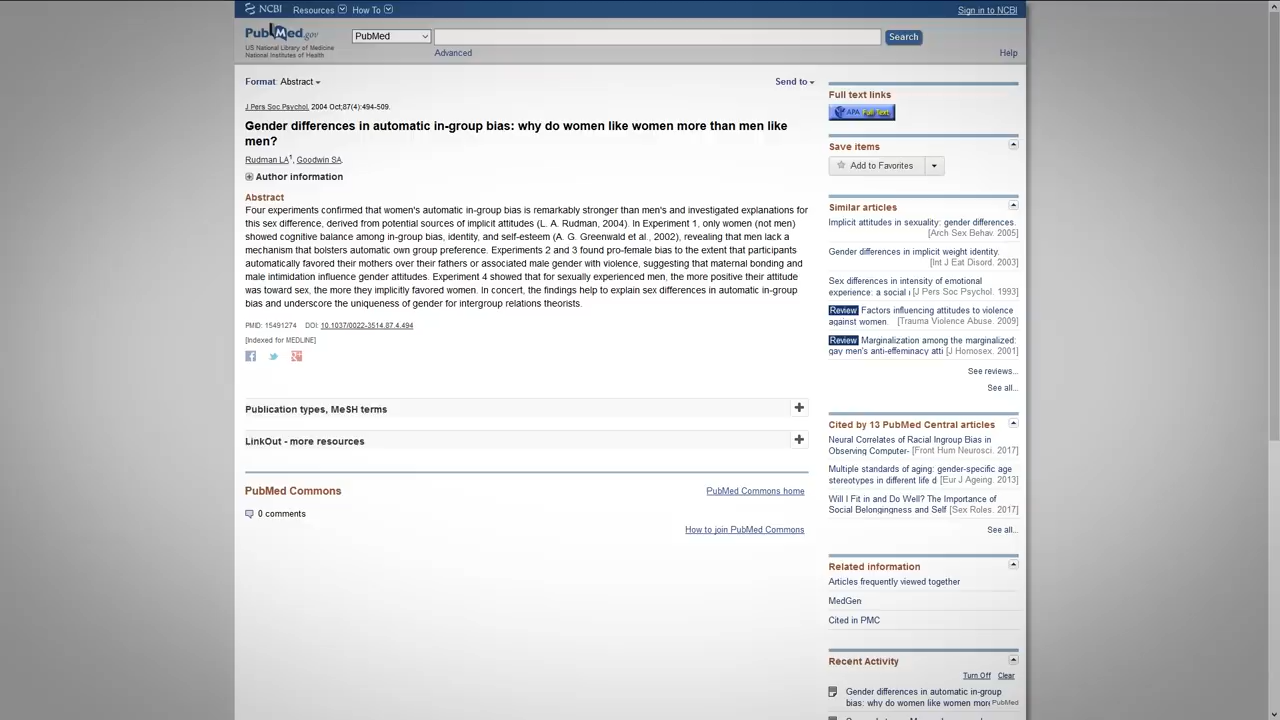 NCBI Resources How To Sign in to NCBI
PubMed.gov
US National Library of Medicine
National Institutes of Health
PubMed
Search
Advanced
Help
Format: Abstract
Send to
J Pers Soc Psychol. 2004 Oct;87(4):494-509.
Gender differences in automatic in-group bias: why do women like women more than men like
men?
Rudman LA1, Goodwin SA.
Author information
Abstract
Four experiments confirmed that women's automatic in-group bias is remarkably stronger than men's and investigated explanations for
this sex difference, derived from potential sources of implicit attitudes (L. A. Rudman, 2004). In Experiment 1, only women (not men)
showed cognitive balance among in-group bias, identity, and self-esteem (A. G. Greenwald et al., 2002), revealing that men lack a
mechanism that bolsters automatic own group preference. Experiments 2 and 3 found pro-female bias to the extent that participants
automatically favored their mothers over their fathers or associated male gender with violence, suggesting that maternal bonding and
male intimidation influence gender attitudes. Experiment 4 showed that for sexually experienced men, the more positive their attitude
was toward sex, the more they implicitly favored women. In concert, the findings help to explain sex differences in automatic in-group
bias and underscore the uniqueness of gender for intergroup relations theorists.
PMID: 15491274 DOI: 10.1037/0022-3514.87.4.494
[Indexed for MEDLINE]
Publication types, MeSH terms
LinkOut - more resources
PubMed Commons
PubMed Commons home
0 comments
How to join PubMed Commons
Full text links
APA Full Text
Save items
Add to Favorites
Similar articles
Implicit attitudes in sexuality: gender differences.
[Arch Sex Behav. 2005]
Gender differences in implicit weight identity.
[Int J Eat Disord. 2003]
Sex differences in intensity of emotional
experience: a social i [J Pers Soc Psychol. 1993]
Review Factors influencing attitudes to violence
against women. [Trauma Violence Abuse. 2009]
Review Marginalization among the marginalized:
gay men's anti-effeminacy atti [J Homosex. 2001]
See reviews...
See all...
Cited by 13 PubMed Central articles
Neural Correlates of Racial Ingroup Bias in
Observing Computer- [Front Hum Neurosci. 2017]
Multiple standards of aging: gender-specific age
stereotypes in different life d [Eur J Ageing. 2013]
Will I Fit in and Do Well? The Importance of
Social Belongingness and Self [Sex Roles. 2017]
See all...
Related information
Articles frequently viewed together
MedGen
Cited in PMC
Recent Activity
Turn Off Clear
Gender differences in automatic in-group
bias: why do women like women mor PubMed